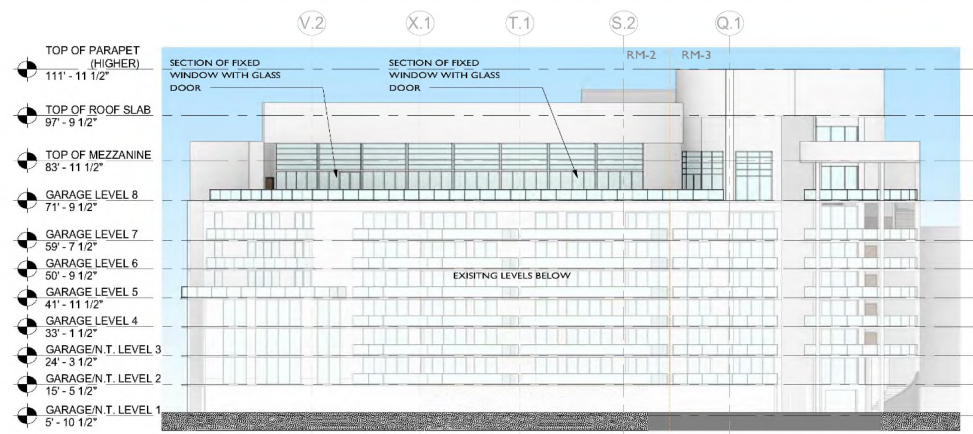 V.2
X.1
T.1
S.2
Q.1
TOP OF PARAPET
(HIGHER)
111' - 11 1/2"
TOP OF ROOF SLAB
97' - 9 1/2"
TOP OF MEZZANINE
83' - 11 1/2"
GARAGE LEVEL 8
71' - 9 1/2"
GARAGE LEVEL 7
59' - 7 1/2"
GARAGE LEVEL 6
50' - 9 1/2"
GARAGE LEVEL 5
41' - 11 1/2"
GARAGE LEVEL 4
33' - 1 1/2"
GARAGE/N.T. LEVEL 3
24' - 3 1/2"
GARAGE/N.T. LEVEL 2
15' - 5 1/2"
GARAGE/N.T. LEVEL 1
5' - 10 1/2"
SECTION OF FIXED
WINDOW WITH GLASS
DOOR
SECTION OF FIXED
WINDOW WITH GLASS
DOOR
RM-2
RM-3
EXISITNG LEVELS BELOW